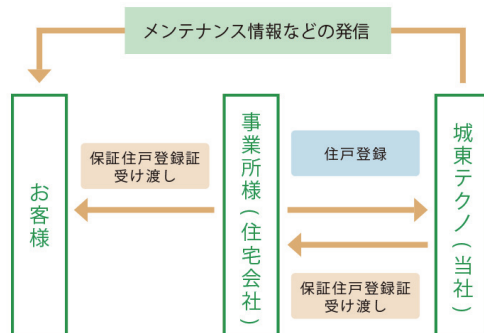 メンテナンス情報などの発信
お客様
保証住戸登録証
受け渡し
事業所様(住宅会社)
住戸登録
保証住戸登録証
受け渡し
城東テクノ(当社)